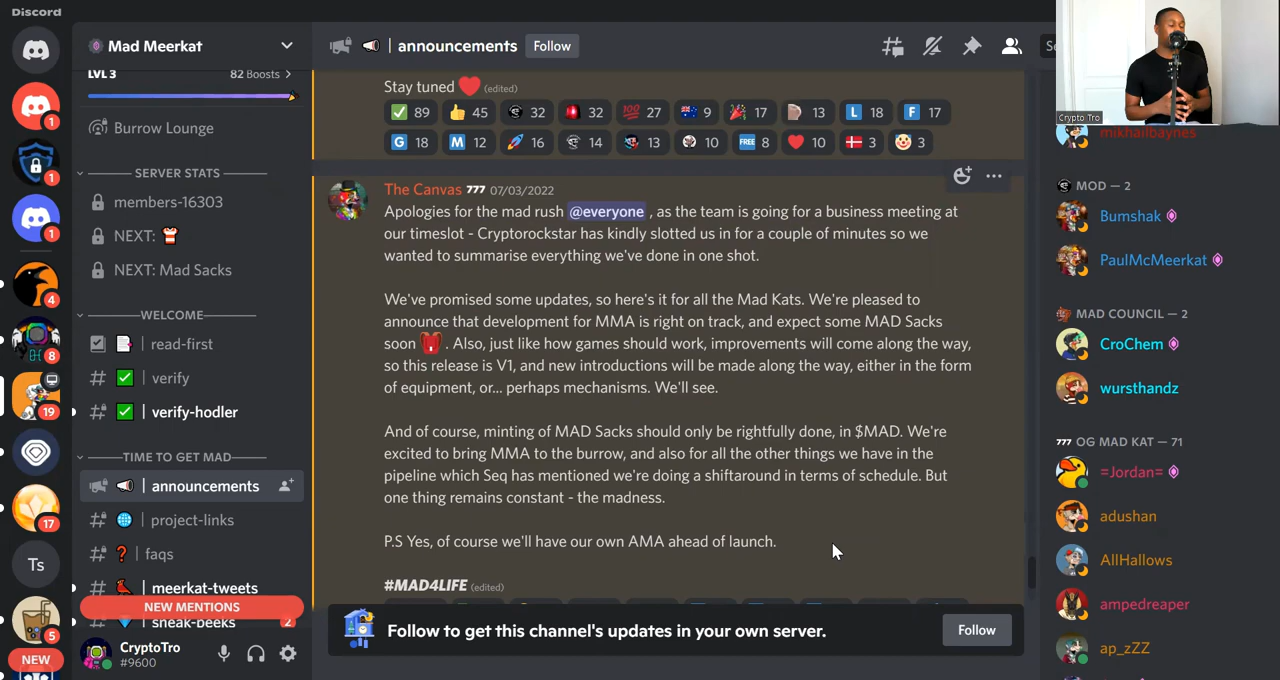 Discord
Mad Meerkat
LVL 3
82 Boosts
Burrow Lounge
SERVER STATS
members-16303
NEXT:
NEXT: Mad Sacks
WELCOME
read-first
verify
verify-hodler
TIME TO GET MAD
announcements
project-links
faqs
meerkat-tweets
NEW MENTIONS
sneak-peeks
2
CryptoTro
#9600
1
1
1
4
8
19
17
Ts
5
NEW
announcements
Follow
Stay tuned (edited)
89 45 32 32 27 9 17 13 L 18 F 17
G 18 M 12 16 14 13 10 FREE 8 10 3 3
The Canvas 777 07/03/2022
Apologies for the mad rush @everyone , as the team is going for a business meeting at
our timeslot - Cryptorockstar has kindly slotted us in for a couple of minutes so we
wanted to summarise everything we've done in one shot.
We've promised some updates, so here's it for all the Mad Kats. We're pleased to
announce that development for MMA is right on track, and expect some MAD Sacks
soon . Also, just like how games should work, improvements will come along the way,
so this release is V1, and new introductions will be made along the way, either in the form
of equipment, or... perhaps mechanisms. We'll see.
And of course, minting of MAD Sacks should only be rightfully done, in $MAD. We're
excited to bring MMA to the burrow, and also for all the other things we have in the
pipeline which Seq has mentioned we're doing a shiftaround in terms of schedule. But
one thing remains constant - the madness.
P.S Yes, of course we'll have our own AMA ahead of launch.
#MAD4LIFE (edited)
Follow to get this channel's updates in your own server.
Follow
Se
Crypto Tro
mikhailbaynes
MOD — 2
Bumshak
PaulMcMeerkat
MAD COUNCIL — 2
CroChem
wursthandz
777 OG MAD KAT — 71
=Jordan=
adushan
AllHallows
ampedreaper
ap_zZZ